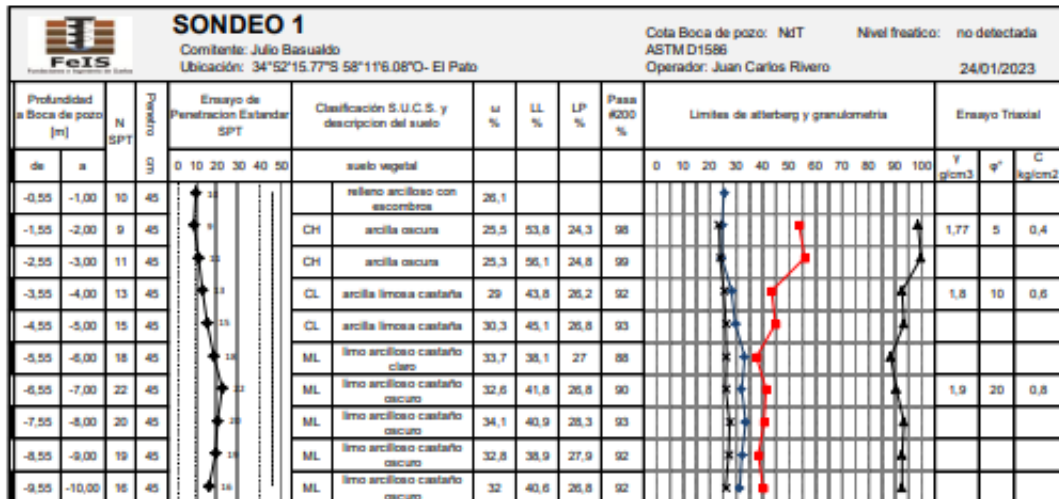 FeIS
SONDEO 1
Comitente: Julio Basualdo
Ubicación: 34°52'15.77"S 58°11'6.08"O- El Pato
Cota Boca de pozo: NdT Nivel freatico: no detectada
ASTM D1586
Operador: Juan Carlos Rivero 24/01/2023
Profundidad a Boca de pozo [m] N SPT Penetro cm Ensayo de Penetracion Estandar SPT Clasificación S.U.C.S. y descripcion del suelo ω % LL % LP % Pasa #200 % Limites de atterberg y granulometria Ensayo Triaxial
de a 0 10 20 30 40 50 suelo vegetal 0 10 20 30 40 50 60 70 80 90 100 γ g/cm3 φ° C kg/cm2
-0,55 -1,00 10 45 10 relleno arcilloso con escombros 26,1
-1,55 -2,00 9 45 9 CH arcilla oscura 25,5 53,8 24,3 98 1,77 5 0,4
-2,55 -3,00 11 45 11 CH arcilla oscura 25,3 56,1 24,8 99
-3,55 -4,00 13 45 13 CL arcilla limosa castaña 29 43,8 26,2 92 1,8 10 0,6
-4,55 -5,00 15 45 15 CL arcilla limosa castaña 30,3 45,1 26,8 93
-5,55 -6,00 18 45 18 ML limo arcilloso castaño claro 33,7 38,1 27 88
-6,55 -7,00 22 45 22 ML limo arcilloso castaño oscuro 32,6 41,8 26,8 90 1,9 20 0,8
-7,55 -8,00 20 45 20 ML limo arcilloso castaño oscuro 34,1 40,9 28,3 93
-8,55 -9,00 19 45 19 ML limo arcilloso castaño oscuro 32,8 38,9 27,9 92
-9,55 -10,00 16 45 16 ML limo arcilloso castaño oscuro 32 40,6 26,8 92